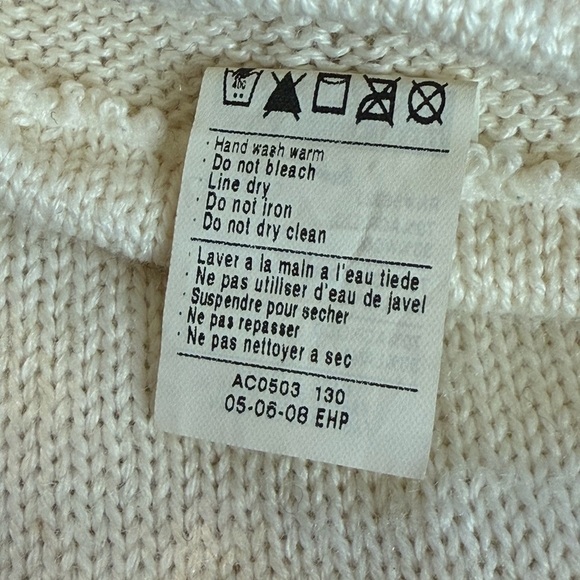 40C
· Hand wash warm
· Do not bleach
· Line dry
· Do not iron
· Do not dry clean
· Laver a la main a l'eau tiede
· Ne pas utiliser d'eau de javel
· Suspendre pour secher
· Ne pas repasser
· Ne pas nettoyer a sec
AC0503 130
05-06-08 EHP